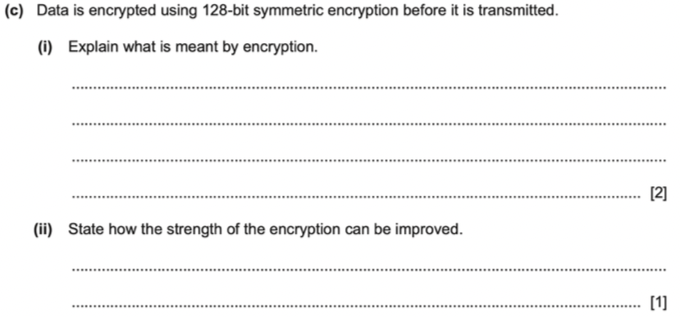 (c) Data is encrypted using 128-bit symmetric encryption before it is transmitted.
(i) Explain what is meant by encryption.
[2]
(ii) State how the strength of the encryption can be improved.
[1]